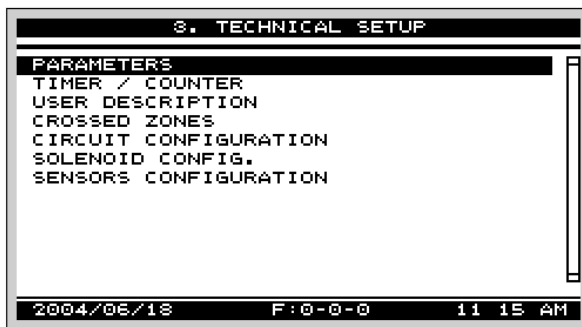 3. TECHNICAL SETUP
PARAMETERS
TIMER / COUNTER
USER DESCRIPTION
CROSSED ZONES
CIRCUIT CONFIGURATION
SOLENOID CONFIG.
SENSORS CONFIGURATION
2004/06/18 F:0-0-0 11 15 AM